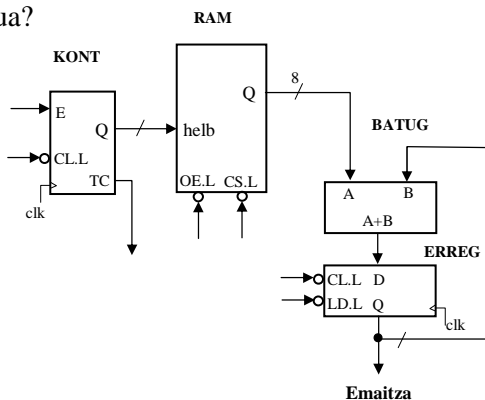 ua?
RAM
KONT
8
E
Q
Q
helb
BATUG
CL.L
TC
OE.L CS.L
clk
A B
A+B
ERREG
CL.L D
LD.L Q
clk
Emaitza